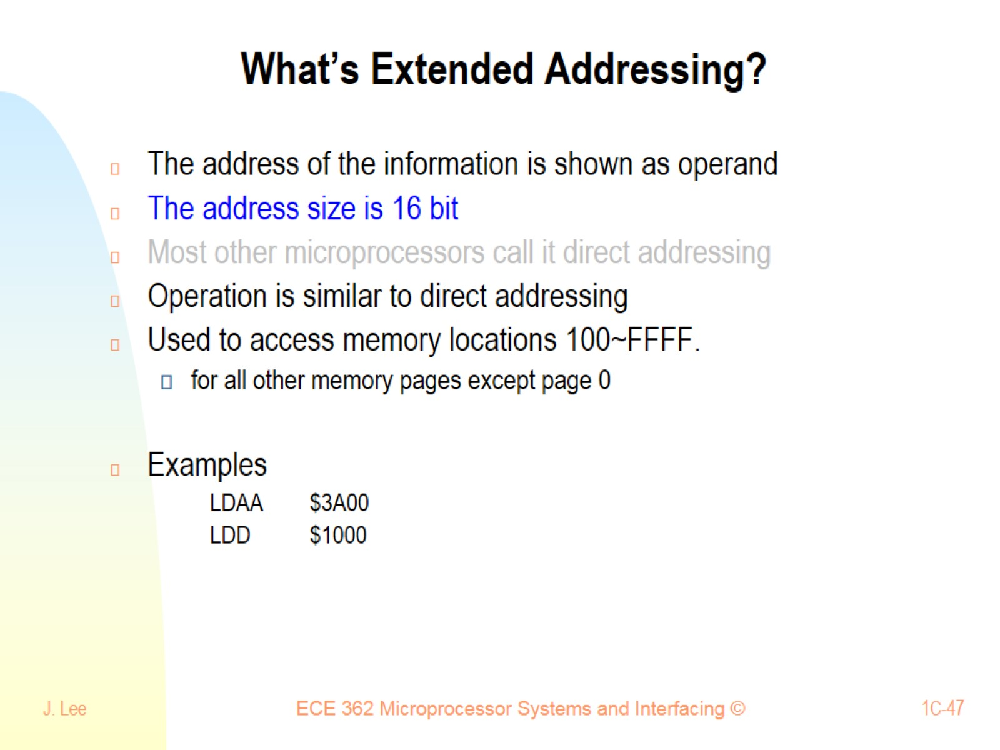 What's Extended Addressing?
The address of the information is shown as operand
The address size is 16 bit
Most other microprocessors call it direct addressing
Operation is similar to direct addressing
Used to access memory locations 100~FFFF.
for all other memory pages except page 0
Examples
LDAA $3A00
LDD $1000
J. Lee ECE 362 Microprocessor Systems and Interfacing © 1C-47